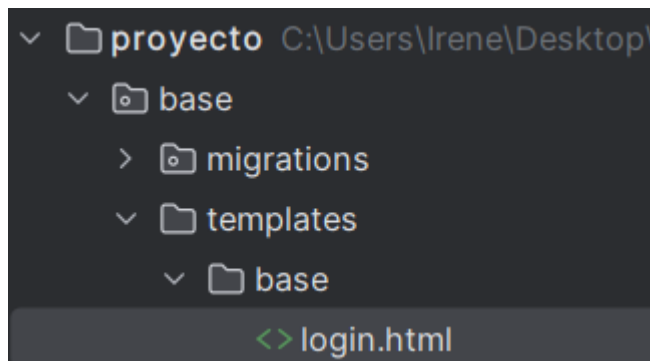 proyecto C:\Users\Irene\Desktop\
base
migrations
templates
base
<> login.html